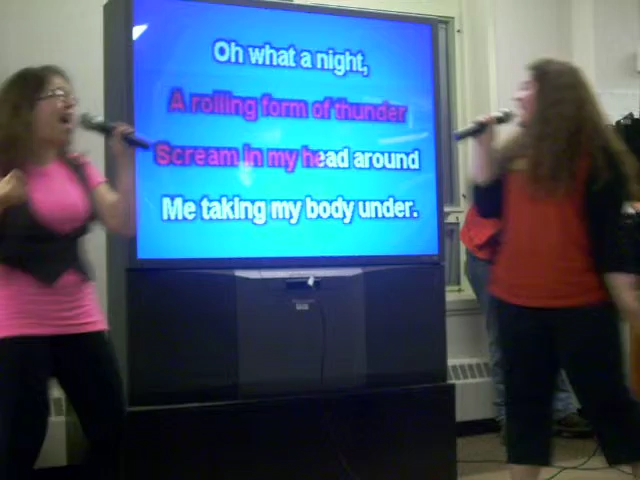 Oh what a night,
A rolling form of thunder
Scream in my head around
Me taking my body under.